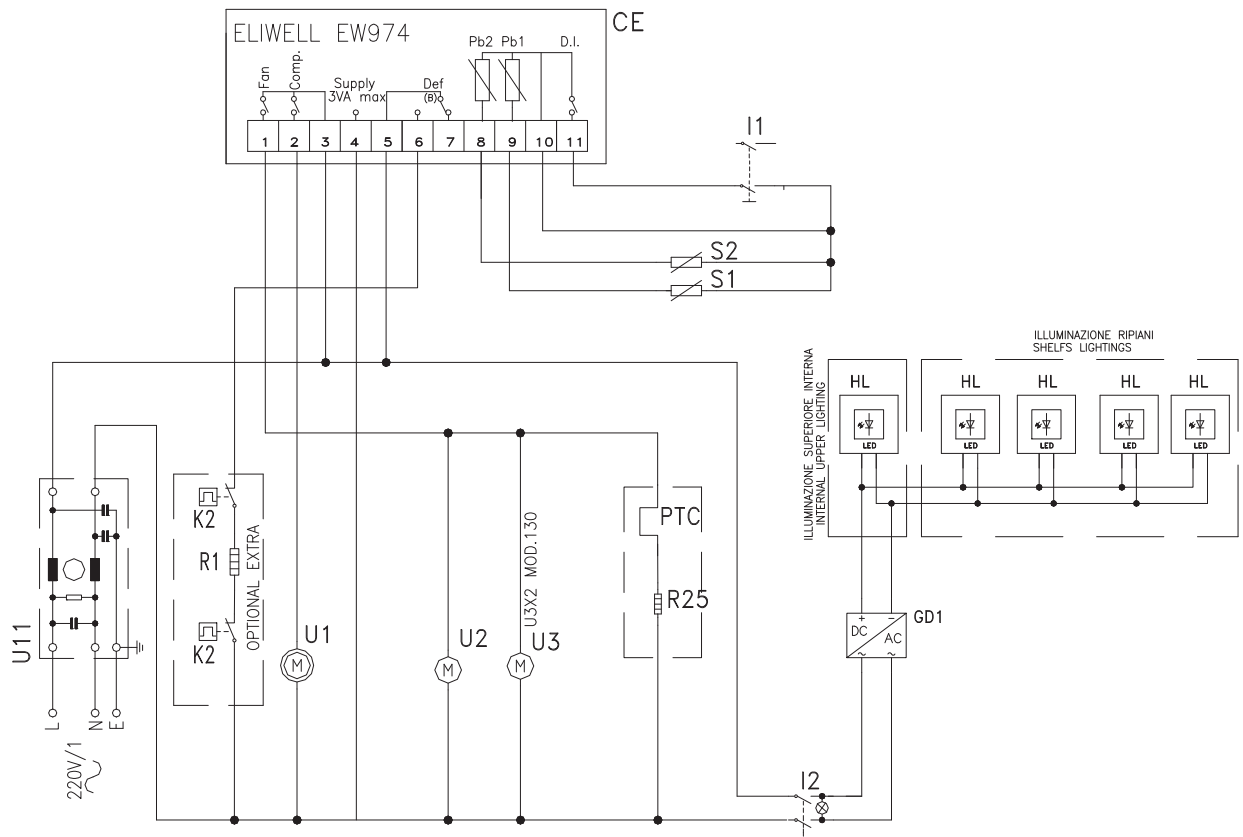 CE
ELIWELL EW974
Fan
Comp.
Supply
3VA max
Def
(B)
Pb2
Pb1
D.I.
1
2
3
4
5
6
7
8
9
10
11
I1
S2
S1
ILLUMINAZIONE RIPIANI
SHELFS LIGHTINGS
ILLUMINAZIONE SUPERIORE INTERNA
INTERNAL UPPER LIGHTING
HL
HL
HL
HL
HL
LED
LED
LED
LED
LED
K2
R1
K2
OPTIONAL EXTRA
U1
U2
U3X2 MOD.130
U3
PTC
R25
+
−
DC
AC
~
~
GD1
U11
L
N
E
220V/1
M
M
M
I2